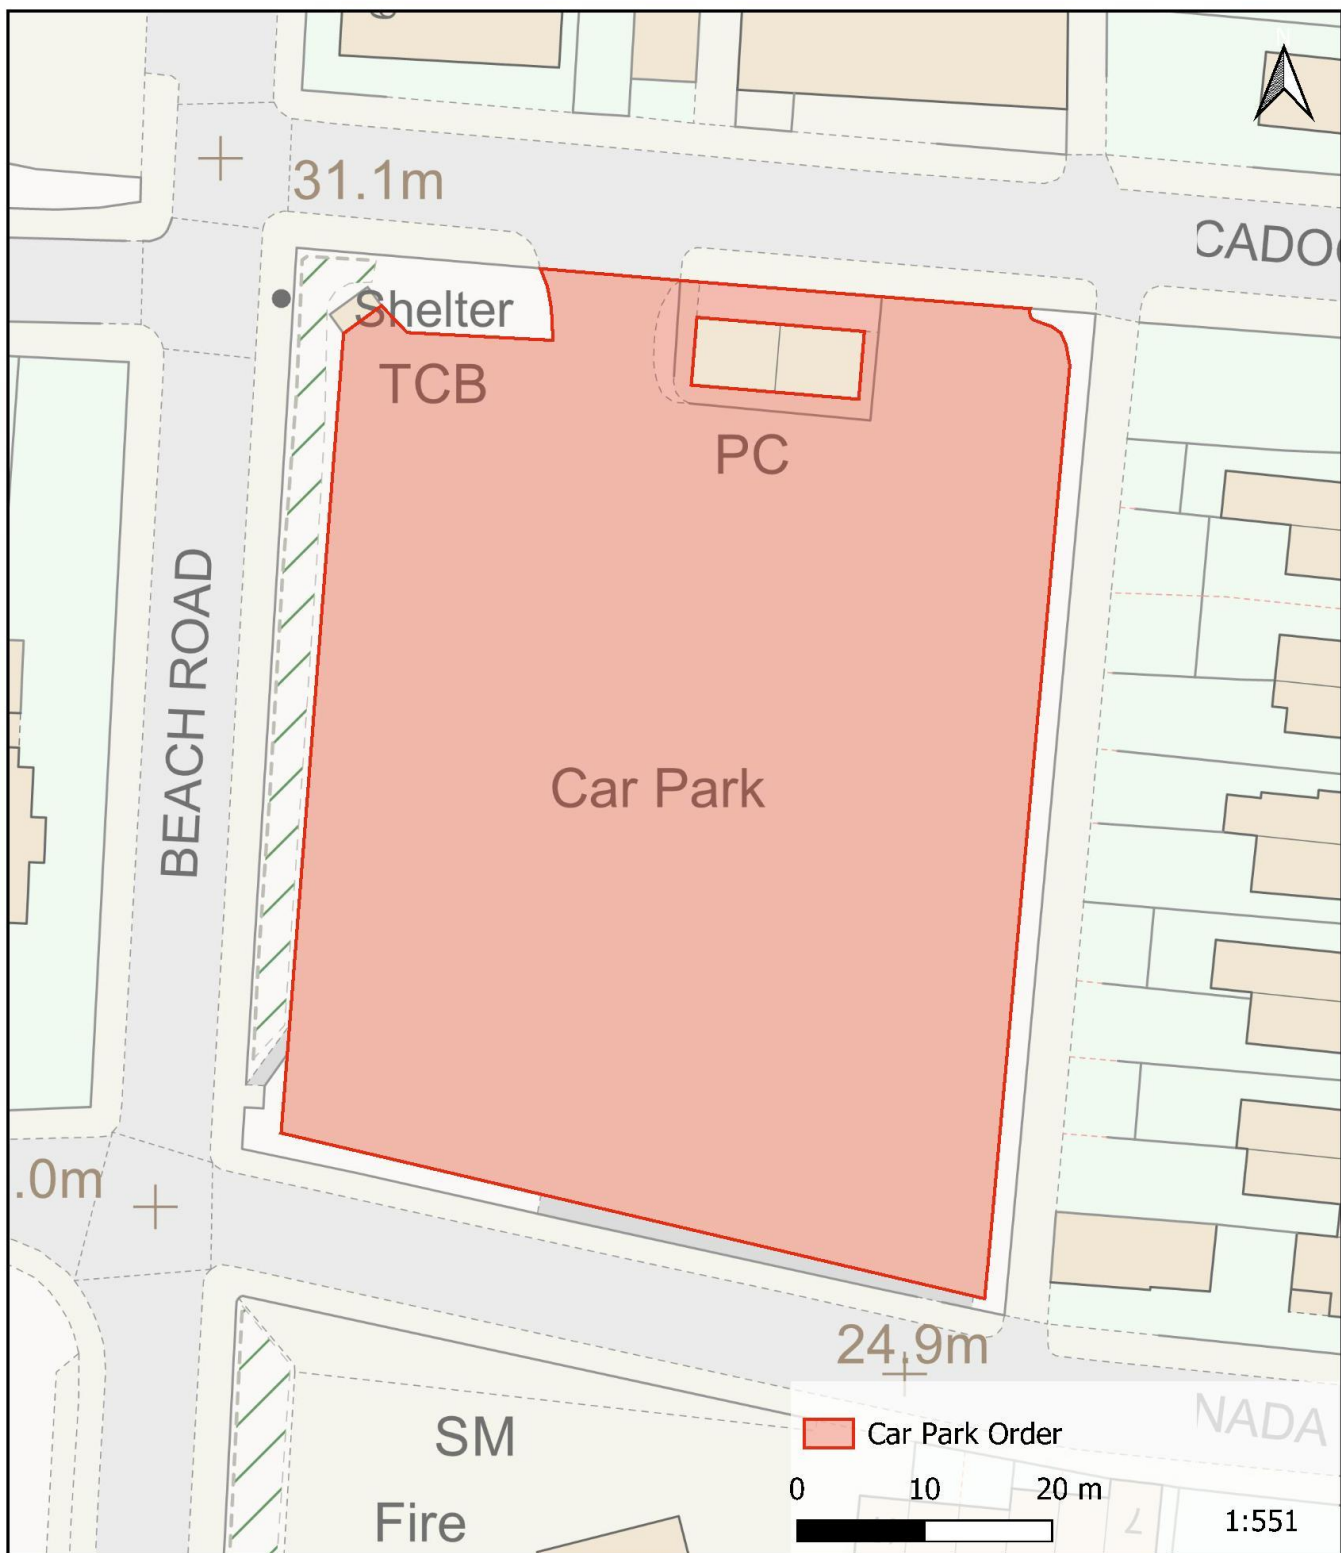 N
31.1m
CADO
Shelter
TCB
PC
BEACH ROAD
Car Park
.0m
24.9m
NADA
SM
Fire
Car Park Order
0 10 20 m
7
1:551